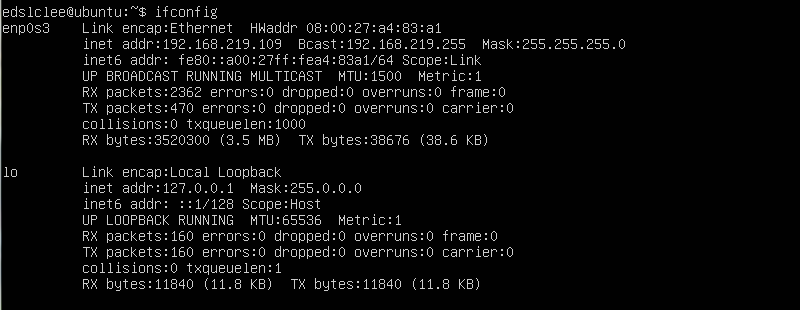 edslclee@ubuntu:~$ ifconfig
enp0s3    Link encap:Ethernet  HWaddr 08:00:27:a4:83:a1
          inet addr:192.168.219.109  Bcast:192.168.219.255  Mask:255.255.255.0
          inet6 addr: fe80::a00:27ff:fea4:83a1/64 Scope:Link
          UP BROADCAST RUNNING MULTICAST  MTU:1500  Metric:1
          RX packets:2362 errors:0 dropped:0 overruns:0 frame:0
          TX packets:470 errors:0 dropped:0 overruns:0 carrier:0
          collisions:0 txqueuelen:1000
          RX bytes:3520300 (3.5 MB)  TX bytes:38676 (38.6 KB)

lo        Link encap:Local Loopback
          inet addr:127.0.0.1  Mask:255.0.0.0
          inet6 addr: ::1/128 Scope:Host
          UP LOOPBACK RUNNING  MTU:65536  Metric:1
          RX packets:160 errors:0 dropped:0 overruns:0 frame:0
          TX packets:160 errors:0 dropped:0 overruns:0 carrier:0
          collisions:0 txqueuelen:1
          RX bytes:11840 (11.8 KB)  TX bytes:11840 (11.8 KB)